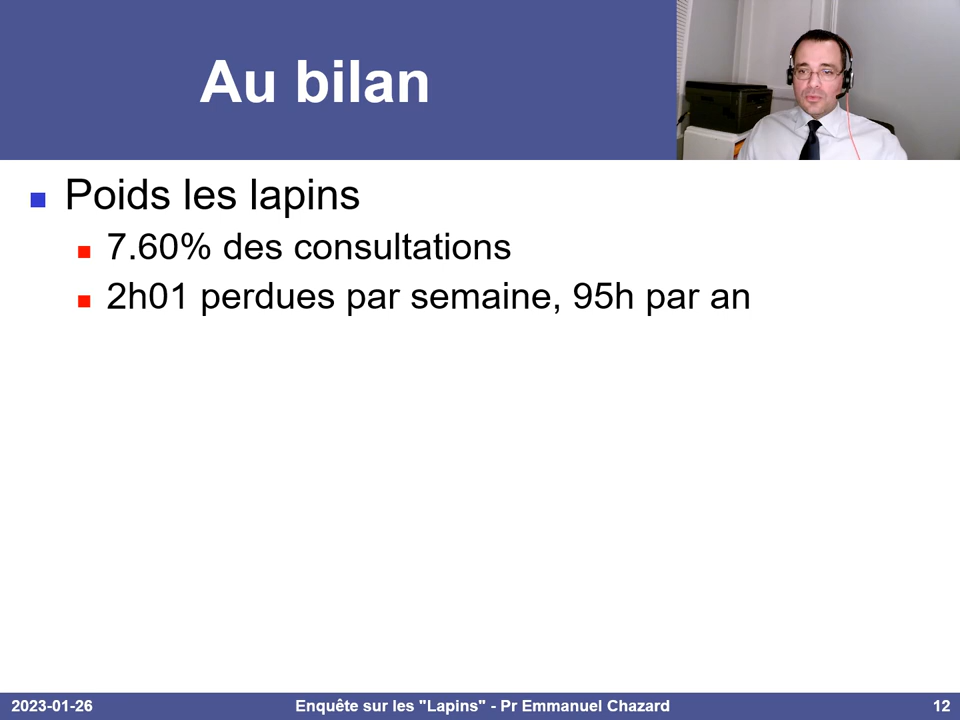 Au bilan
Poids les lapins
7.60% des consultations
2h01 perdues par semaine, 95h par an
2023-01-26
Enquête sur les "Lapins" - Pr Emmanuel Chazard
12